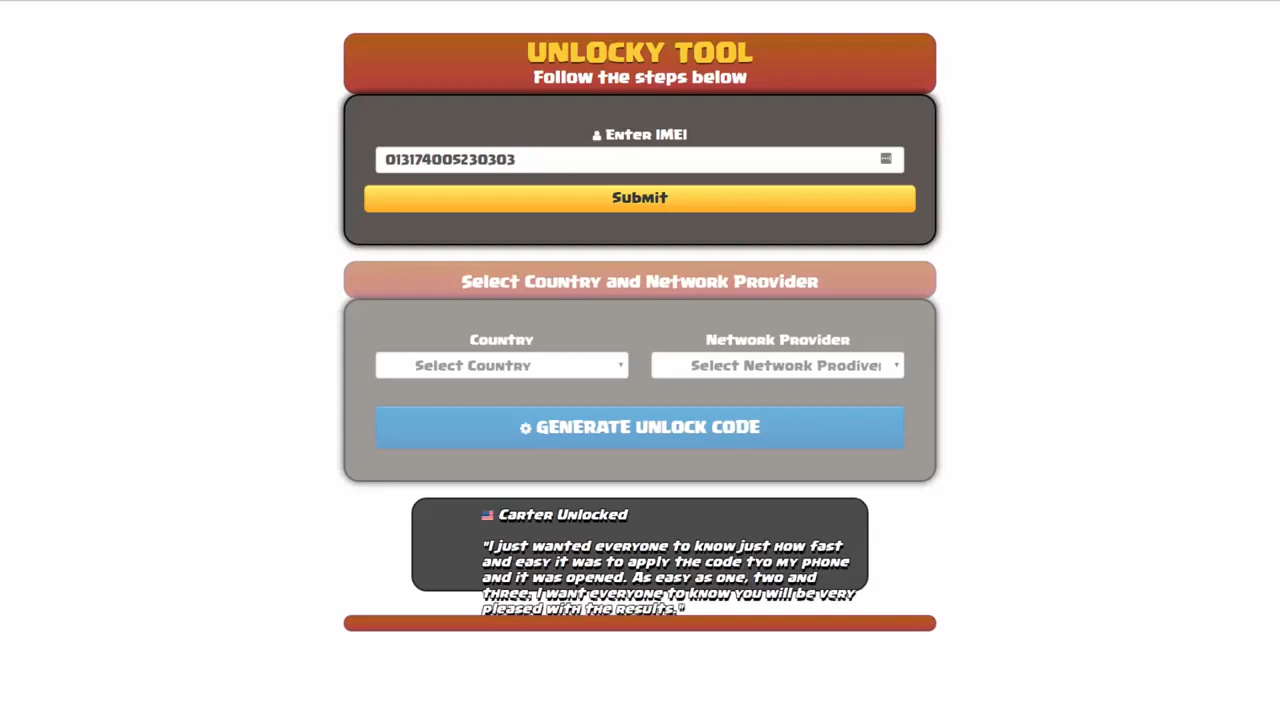 UNLOCKY TOOL
Follow the steps below
Enter IMEI
013174005230303
Submit
Select Country and Network Provider
Country
Network Provider
Select Country
Select Network Prodiver
GENERATE UNLOCK CODE
Carter Unlocked
"I just wanted everyone to know just how fast
and easy it was to apply the code tyo my phone
and it was opened. As easy as one, two and
three. I want everyone to know you will be very
pleased with the results."